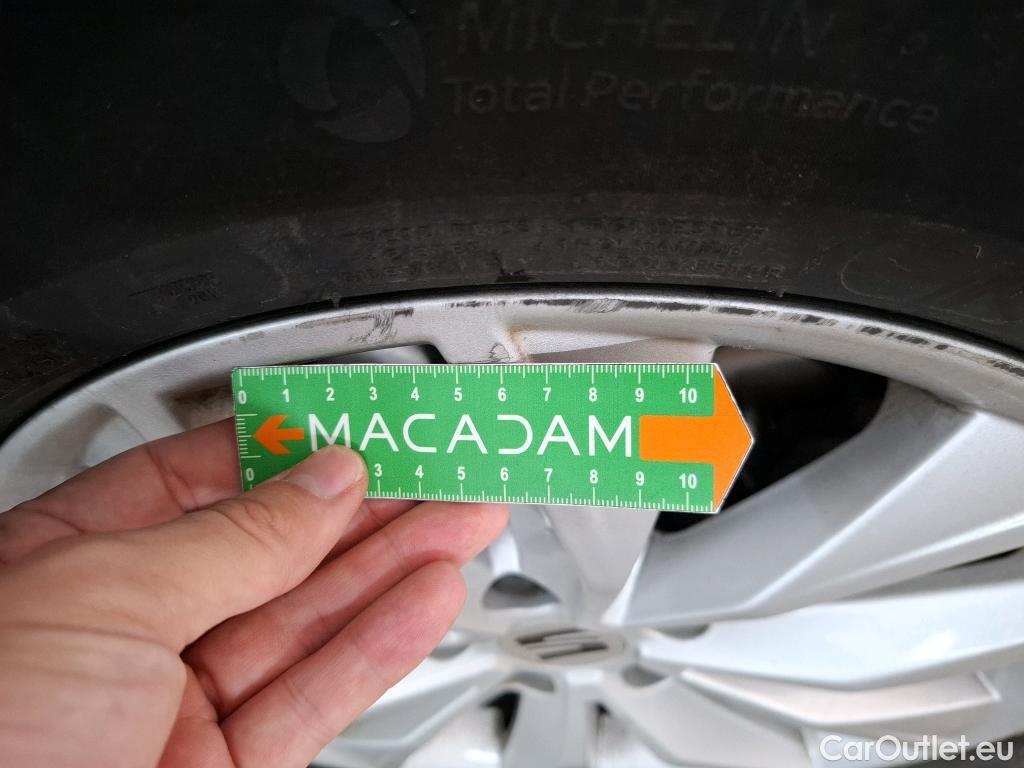 MICHELIN
Total Performance
0 1 2 3 4 5 6 7 8 9 10
MACADAM
0 3 4 5 6 7 8 9 10
CarOutlet.eu